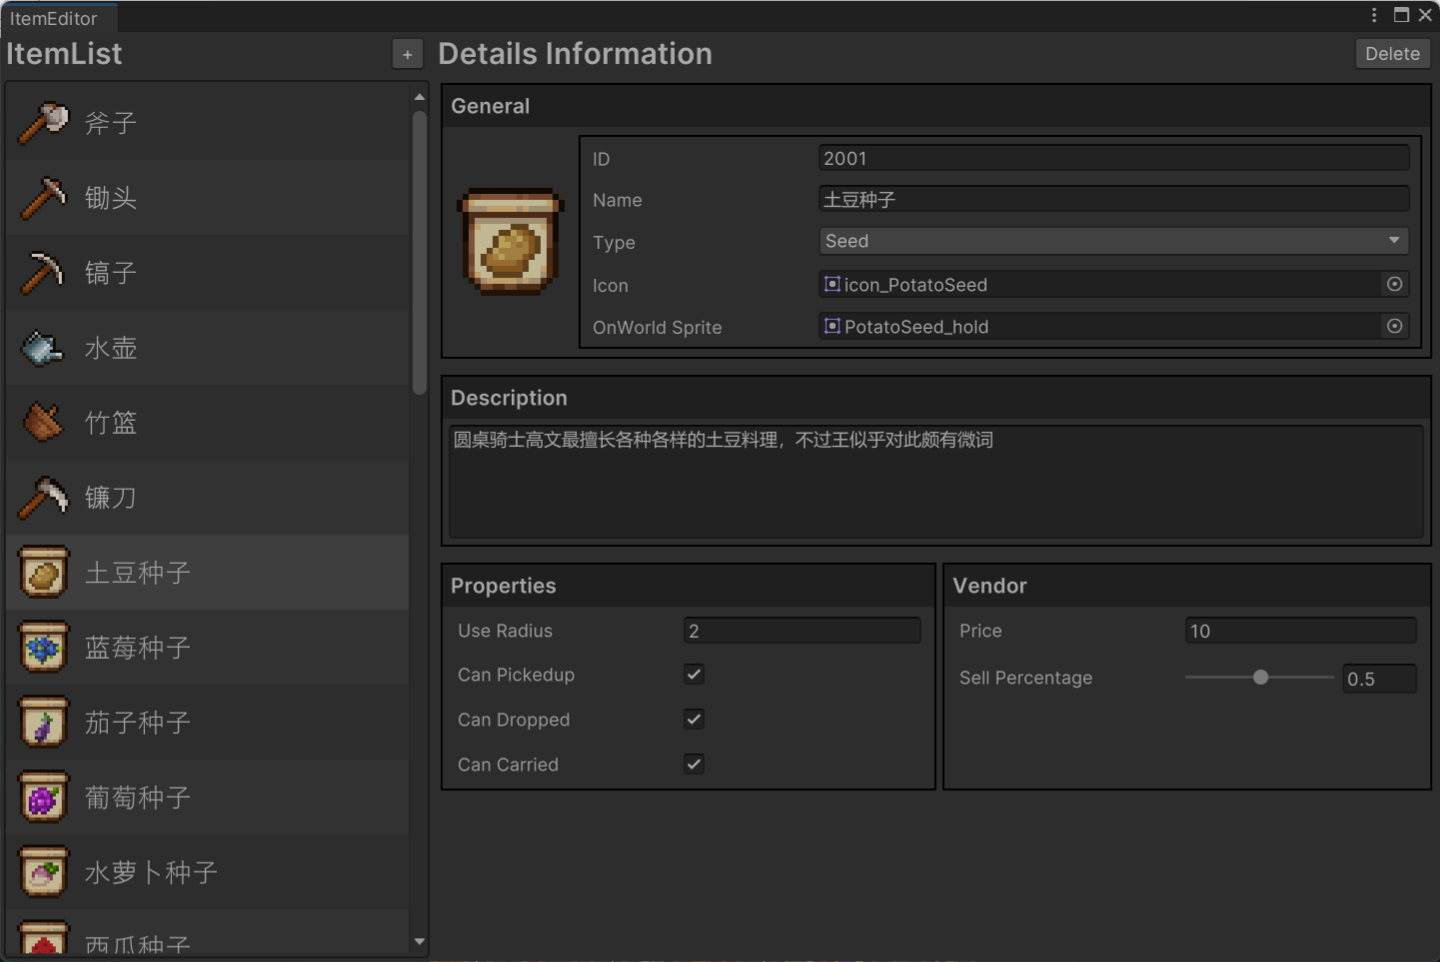 ItemEditor
ItemList
+
斧子
锄头
镐子
水壶
竹篮
镰刀
土豆种子
蓝莓种子
茄子种子
葡萄种子
水萝卜种子
西瓜种子
Details Information
Delete
General
ID
2001
Name
土豆种子
Type
Seed
Icon
icon_PotatoSeed
OnWorld Sprite
PotatoSeed_hold
Description
圆桌骑士高文最擅长各种各样的土豆料理，不过王似乎对此颇有微词
Properties
Use Radius
2
Can Pickedup
Can Dropped
Can Carried
Vendor
Price
10
Sell Percentage
0.5